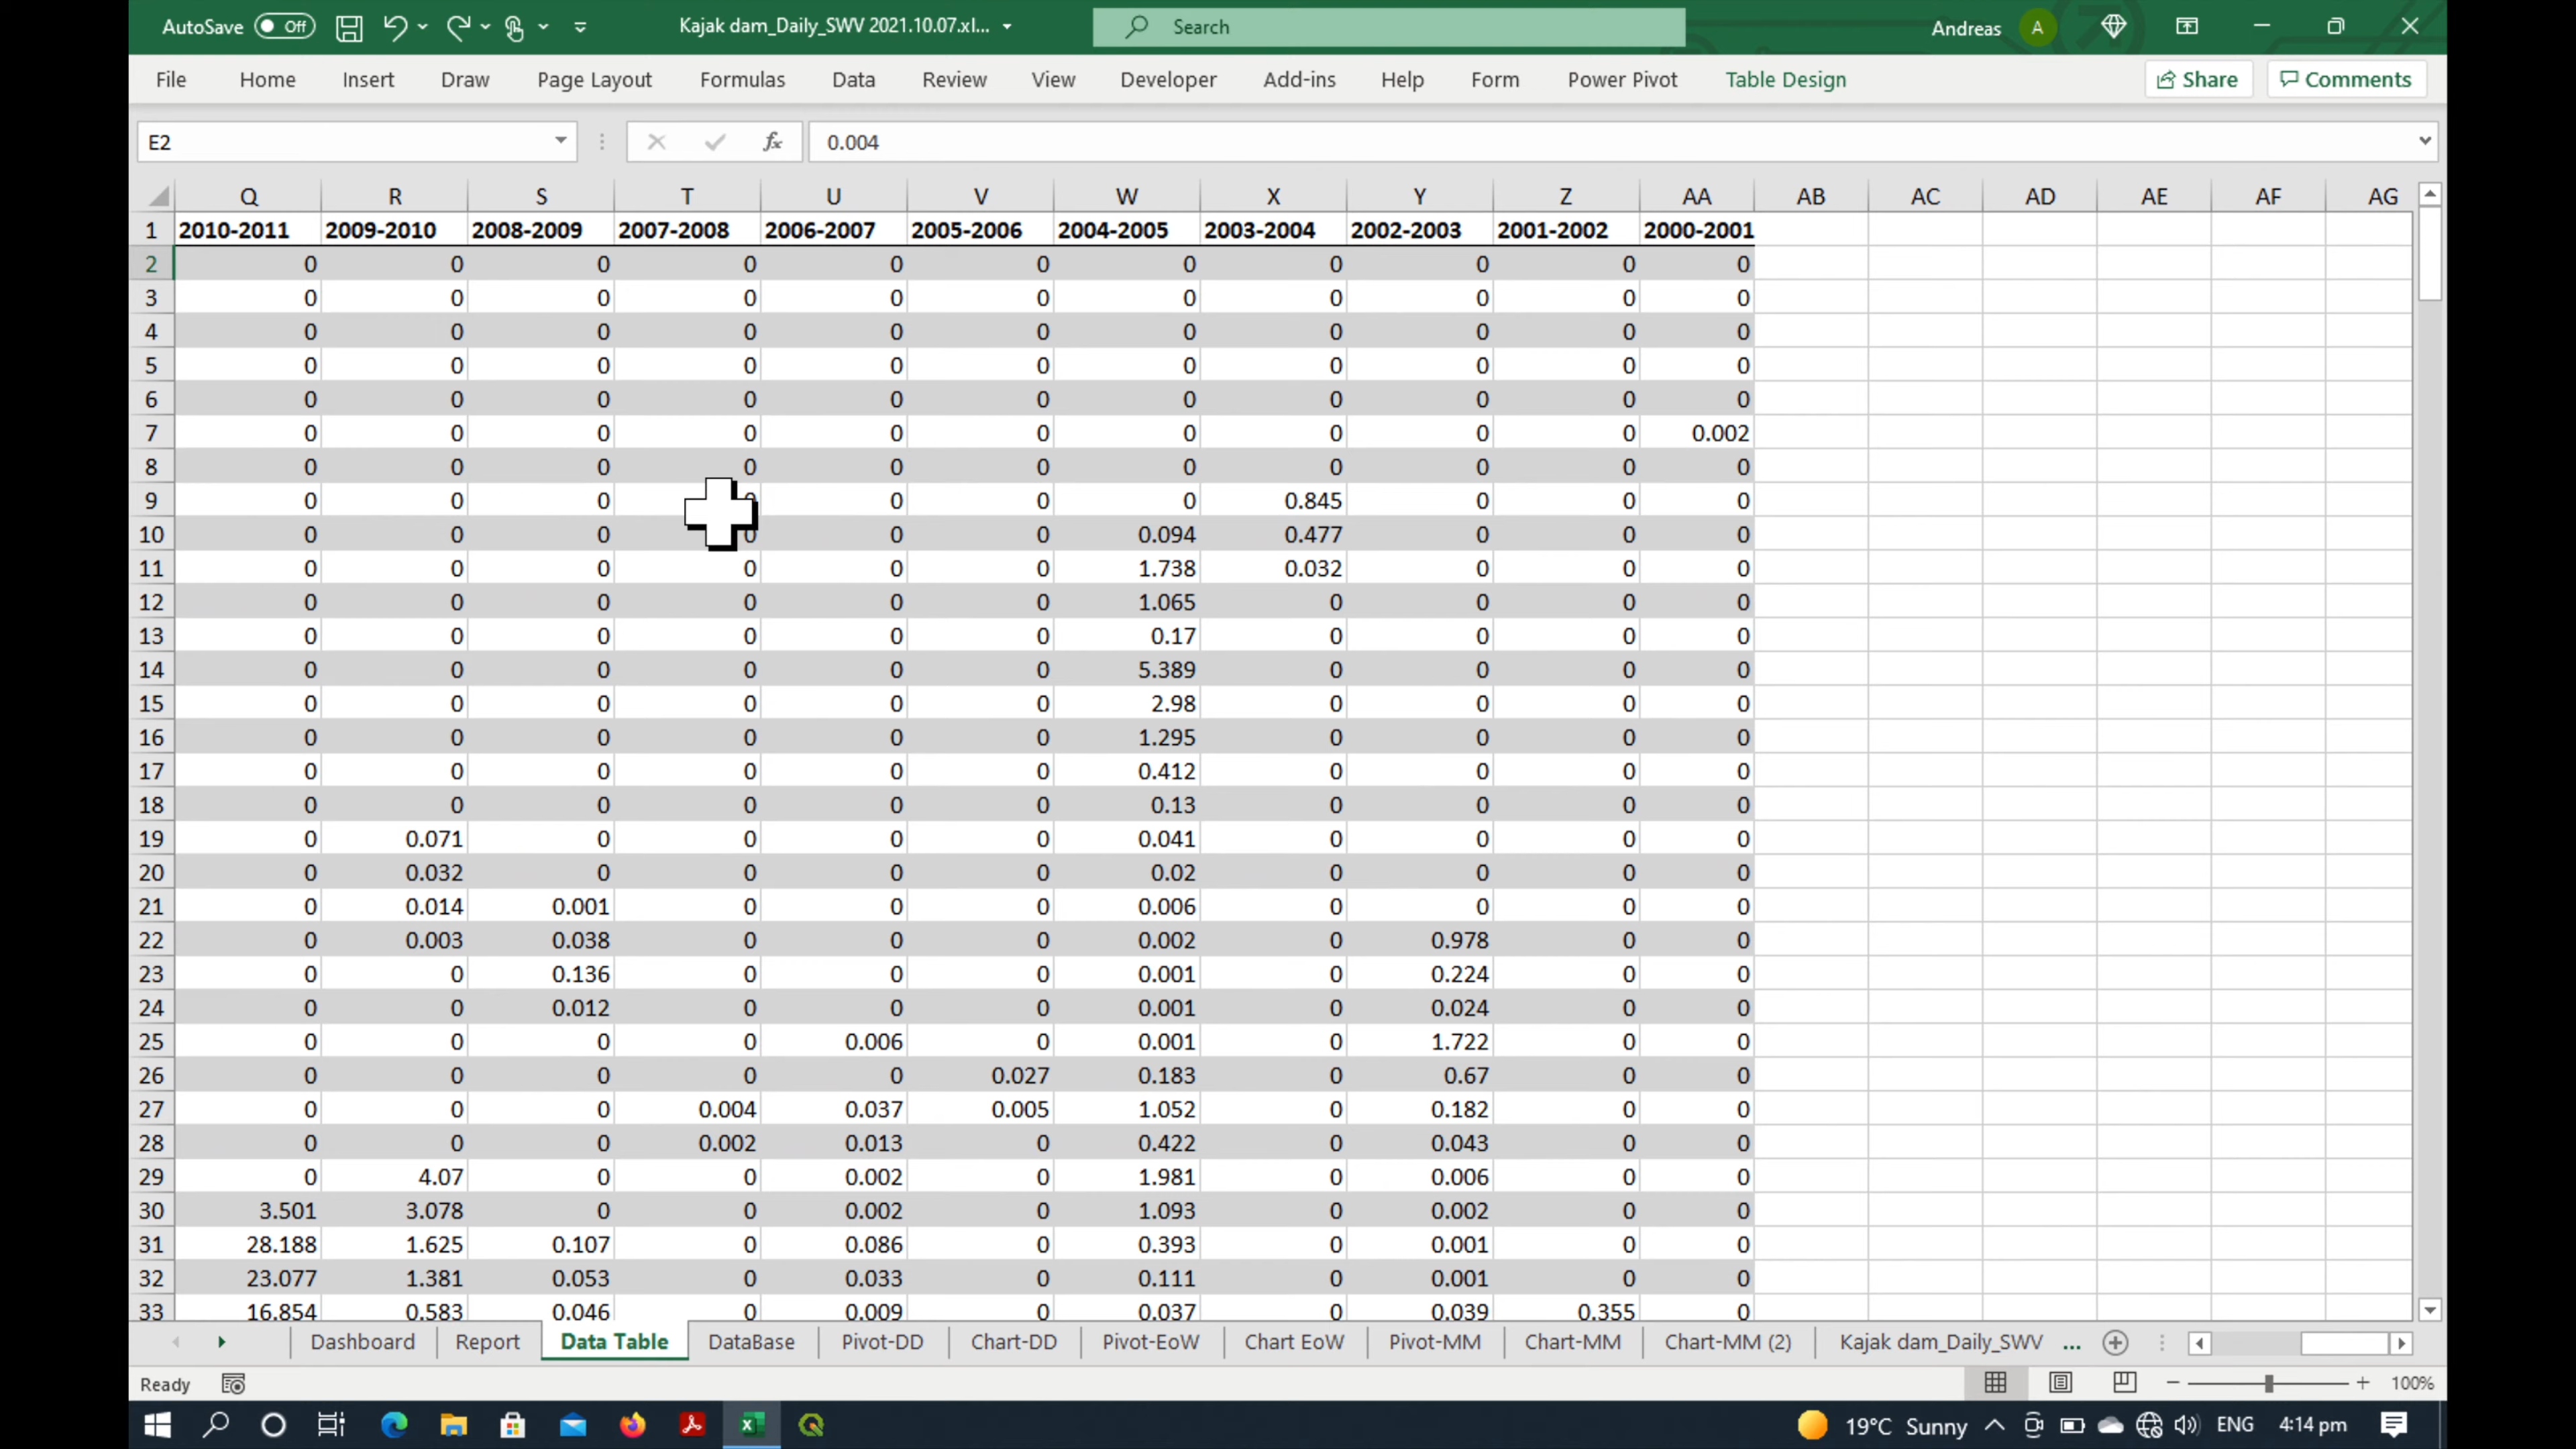 AutoSave Off Kajak dam_Daily_SWV 2021.10.07.xl... Search Andreas A
File Home Insert Draw Page Layout Formulas Data Review View Developer Add-ins Help Form Power Pivot Table Design Share Comments
E2 fx 0.004
Q R S T U V W X Y Z AA AB AC AD AE AF AG
1 2010-2011 2009-2010 2008-2009 2007-2008 2006-2007 2005-2006 2004-2005 2003-2004 2002-2003 2001-2002 2000-2001
2 0 0 0 0 0 0 0 0 0 0 0
3 0 0 0 0 0 0 0 0 0 0 0
4 0 0 0 0 0 0 0 0 0 0 0
5 0 0 0 0 0 0 0 0 0 0 0
6 0 0 0 0 0 0 0 0 0 0 0
7 0 0 0 0 0 0 0 0 0 0 0.002
8 0 0 0 0 0 0 0 0 0 0 0
9 0 0 0 0 0 0 0.845 0 0 0
10 0 0 0 0 0 0 0.094 0.477 0 0 0
11 0 0 0 0 0 0 1.738 0.032 0 0 0
12 0 0 0 0 0 0 1.065 0 0 0 0
13 0 0 0 0 0 0 0.17 0 0 0 0
14 0 0 0 0 0 0 5.389 0 0 0 0
15 0 0 0 0 0 0 2.98 0 0 0 0
16 0 0 0 0 0 0 1.295 0 0 0 0
17 0 0 0 0 0 0 0.412 0 0 0 0
18 0 0 0 0 0 0 0.13 0 0 0 0
19 0 0.071 0 0 0 0 0.041 0 0 0 0
20 0 0.032 0 0 0 0 0.02 0 0 0 0
21 0 0.014 0.001 0 0 0 0.006 0 0 0 0
22 0 0.003 0.038 0 0 0 0.002 0 0.978 0 0
23 0 0 0.136 0 0 0 0.001 0 0.224 0 0
24 0 0 0.012 0 0 0 0.001 0 0.024 0 0
25 0 0 0 0 0.006 0 0.001 0 1.722 0 0
26 0 0 0 0 0 0.027 0.183 0 0.67 0 0
27 0 0 0 0.004 0.037 0.005 1.052 0 0.182 0 0
28 0 0 0 0.002 0.013 0 0.422 0 0.043 0 0
29 0 4.07 0 0 0.002 0 1.981 0 0.006 0 0
30 3.501 3.078 0 0 0.002 0 1.093 0 0.002 0 0
31 28.188 1.625 0.107 0 0.086 0 0.393 0 0.001 0 0
32 23.077 1.381 0.053 0 0.033 0 0.111 0 0.001 0 0
33 16.854 0.583 0.046 0 0.009 0 0.037 0 0.039 0.355 0
Dashboard Report Data Table DataBase Pivot-DD Chart-DD Pivot-EoW Chart EoW Pivot-MM Chart-MM Chart-MM (2) Kajak dam_Daily_SWV ...
Ready 100%
19°C Sunny ENG 4:14 pm